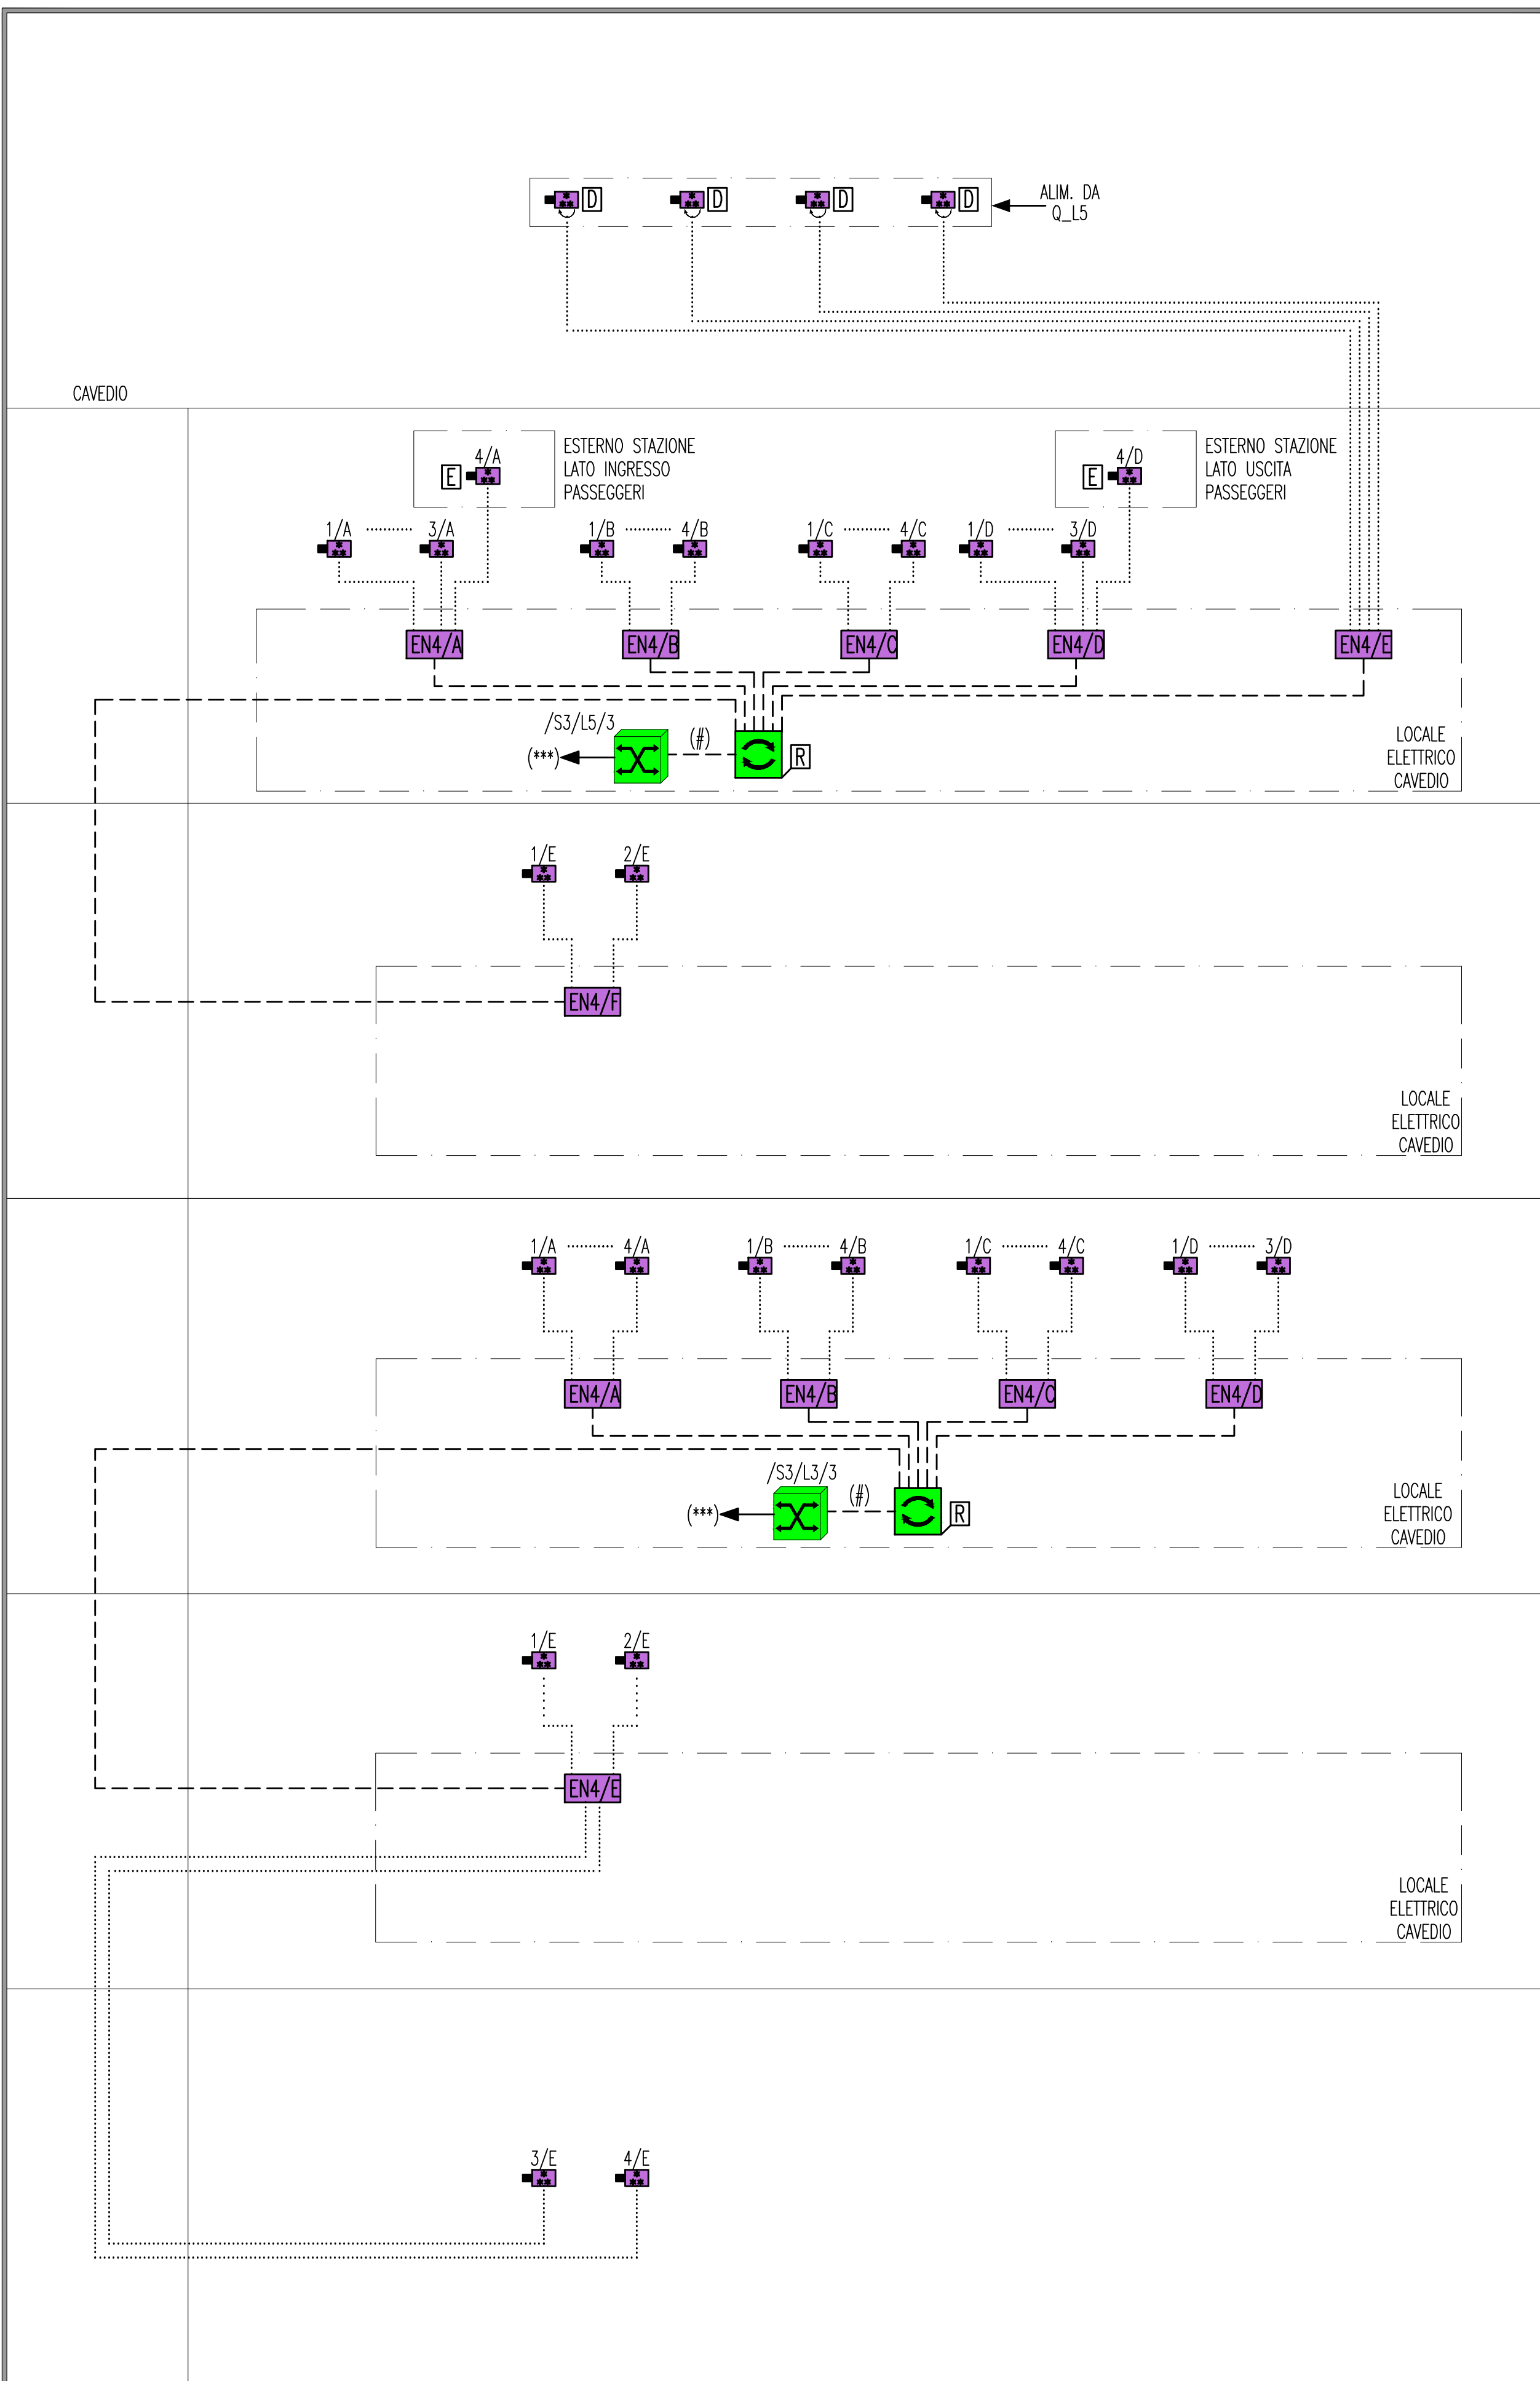 D D D D
ALIM. DA
Q_L5
CAVEDIO
4/A
E
ESTERNO STAZIONE
LATO INGRESSO
PASSEGGERI
4/D
E
ESTERNO STAZIONE
LATO USCITA
PASSEGGERI
1/A 3/A 1/B 4/B 1/C 4/C 1/D 3/D
EN4/A EN4/B EN4/C EN4/D EN4/E
/S3/L5/3
(***)
(#)
R
LOCALE
ELETTRICO
CAVEDIO
1/E 2/E
EN4/F
LOCALE
ELETTRICO
CAVEDIO
1/A 4/A 1/B 4/B 1/C 4/C 1/D 3/D
EN4/A EN4/B EN4/C EN4/D
/S3/L3/3
(***)
(#)
R
LOCALE
ELETTRICO
CAVEDIO
1/E 2/E
EN4/E
LOCALE
ELETTRICO
CAVEDIO
3/E 4/E